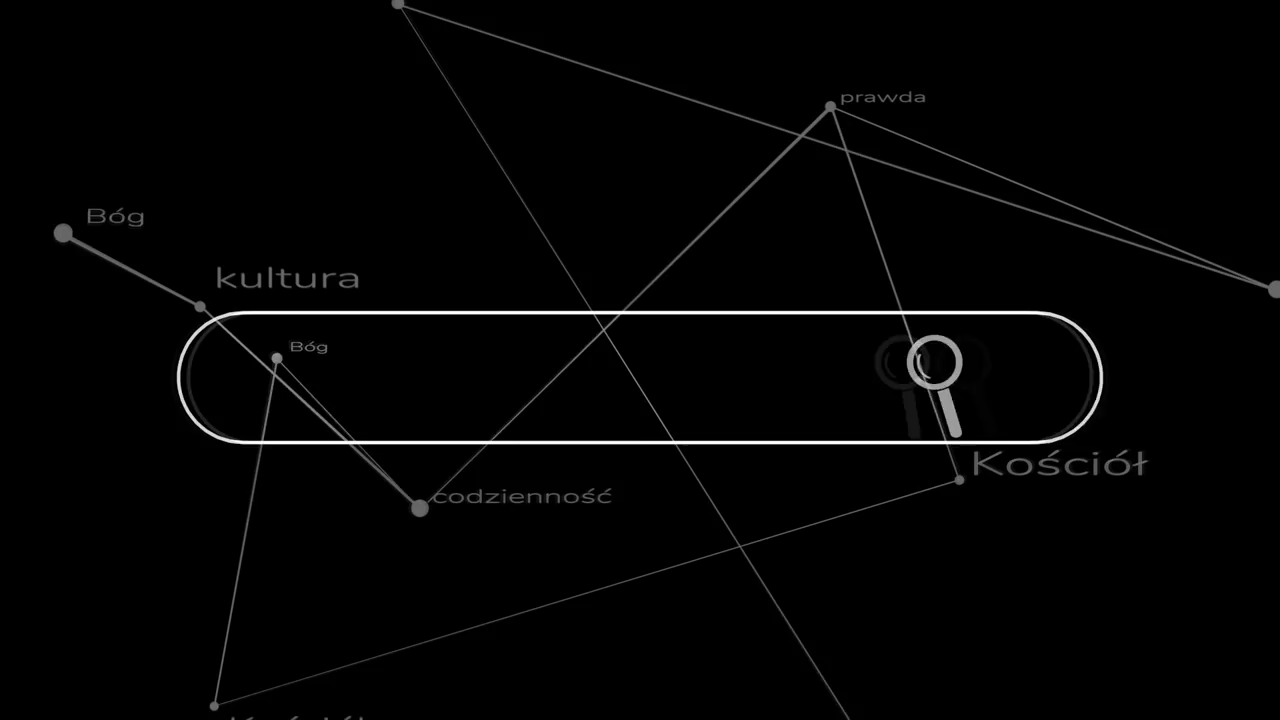 prawda
Bóg
kultura
Bóg
Kościół
codzienność